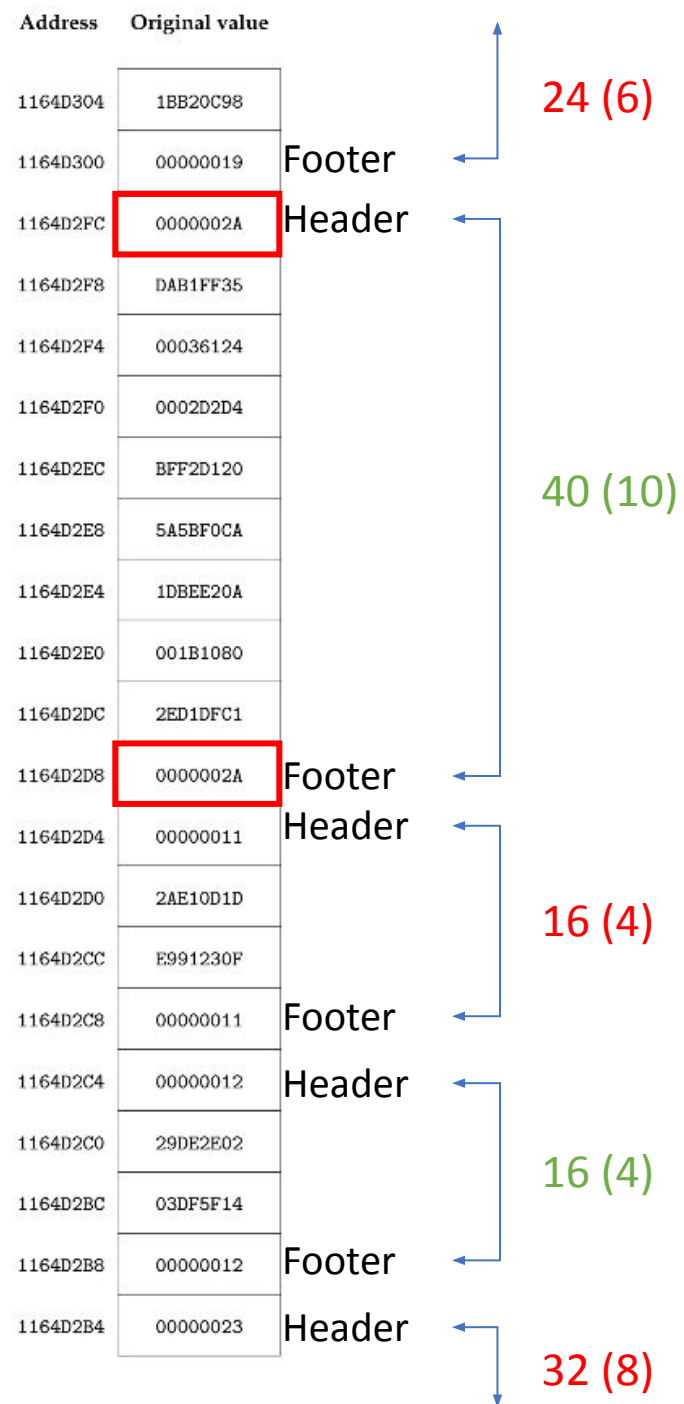 Address Original value
24 (6)
1164D304 1BB20C98
1164D300 00000019 Footer
1164D2FC 0000002A Header
1164D2F8 DAB1FF35
1164D2F4 00036124
1164D2F0 0002D2D4
1164D2EC BFF2D120
40 (10)
1164D2E8 5A5BF0CA
1164D2E4 1DBEE20A
1164D2E0 001B1080
1164D2DC 2ED1DFC1
1164D2D8 0000002A Footer
1164D2D4 00000011 Header
1164D2D0 2AE10D1D
16 (4)
1164D2CC E991230F
1164D2C8 00000011 Footer
1164D2C4 00000012 Header
1164D2C0 29DE2E02
16 (4)
1164D2BC 03DF5F14
1164D2B8 00000012 Footer
1164D2B4 00000023 Header
32 (8)